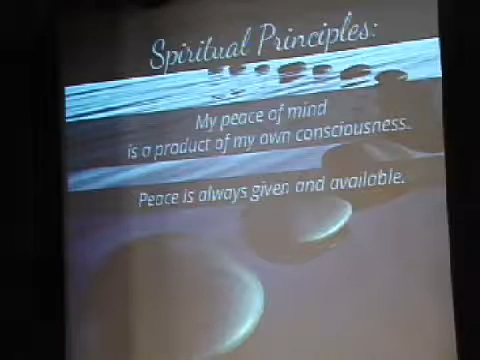 Spiritual Principles:
My peace of mind
is a product of my own consciousness.
Peace is always given and available.